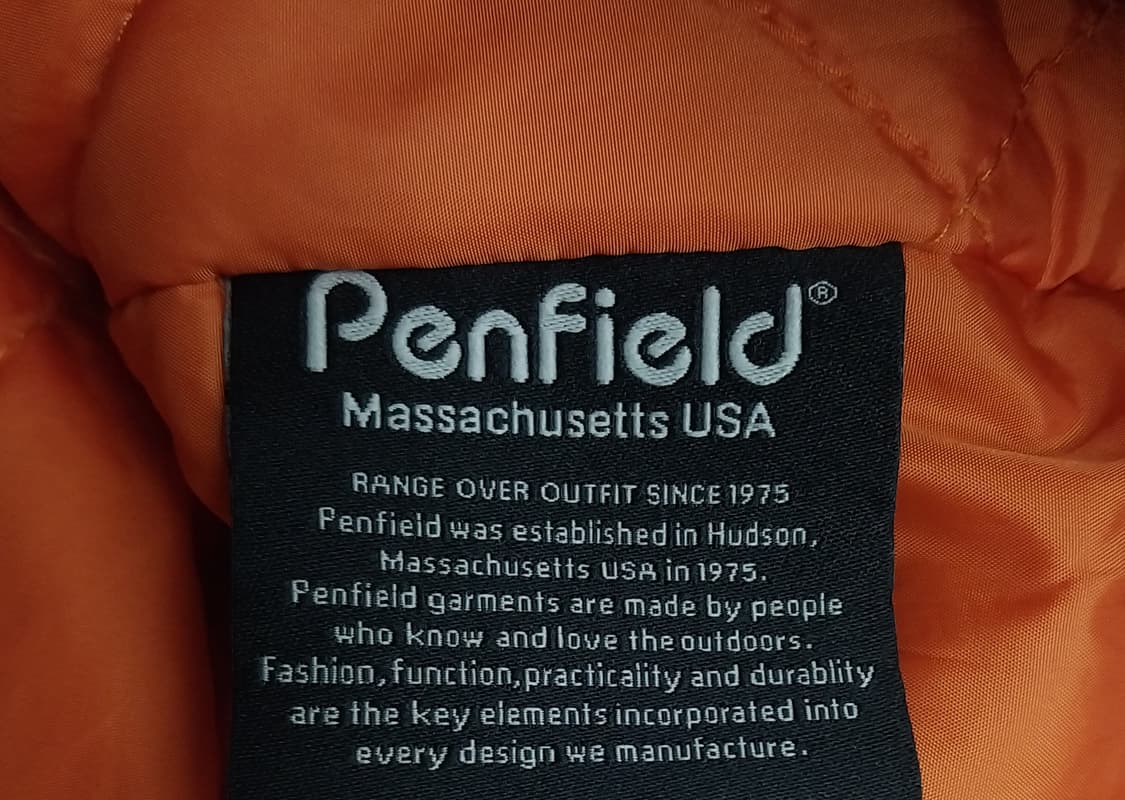 Penfield®
Massachusetts USA
RANGE OVER OUTFIT SINCE 1975
Penfield was established in Hudson,
Massachusetts USA in 1975.
Penfield garments are made by people
who know and love the outdoors.
Fashion, function, practicality and durablity
are the key elements incorporated into
every design we manufacture.